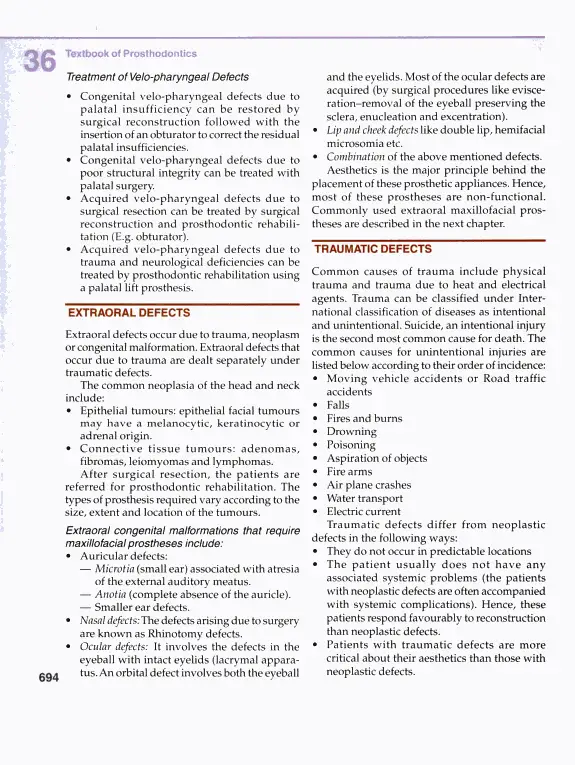 36
Textbook of Prosthodontics
Treatment of Velo-pharyngeal Defects
• Congenital velo-pharyngeal defects due to
palatal insufficiency can be restored by
surgical reconstruction followed with the
insertion of an obturator to correct the residual
palatal insufficiencies.
• Congenital velo-pharyngeal defects due to
poor structural integrity can be treated with
palatal surgery.
• Acquired velo-pharyngeal defects due to
surgical resection can be treated by surgical
reconstruction and prosthodontic rehabili-
tation (E.g. obturator).
• Acquired velo-pharyngeal defects due to
trauma and neurological deficiencies can be
treated by prosthodontic rehabilitation using
a palatal lift prosthesis.
EXTRAORAL DEFECTS
Extraoral defects occur due to trauma, neoplasm
or congenital malformation. Extraoral defects that
occur due to trauma are dealt separately under
traumatic defects.
The common neoplasia of the head and neck
include:
• Epithelial tumours: epithelial facial tumours
may have a melanocytic, keratinocytic or
adrenal origin.
• Connective tissue tumours: adenomas,
fibromas, leiomyomas and lymphomas.
After surgical resection, the patients are
referred for prosthodontic rehabilitation. The
types of prosthesis required vary according to the
size, extent and location of the tumours.
Extraoral congenital malformations that require
maxillofacial prostheses include:
• Auricular defects:
— Microtia (small ear) associated with atresia
of the external auditory meatus.
— Anotia (complete absence of the auricle).
— Smaller ear defects.
• Nasal defects: The defects arising due to surgery
are known as Rhinotomy defects.
• Ocular defects: It involves the defects in the
eyeball with intact eyelids (lacrymal appara-
tus. An orbital defect involves both the eyeball
694
and the eyelids. Most of the ocular defects are
acquired (by surgical procedures like evisce-
ration–removal of the eyeball preserving the
sclera, enucleation and excentration).
• Lip and cheek defects like double lip, hemifacial
microsomia etc.
• Combination of the above mentioned defects.
Aesthetics is the major principle behind the
placement of these prosthetic appliances. Hence,
most of these prostheses are non-functional.
Commonly used extraoral maxillofacial pros-
theses are described in the next chapter.
TRAUMATIC DEFECTS
Common causes of trauma include physical
trauma and trauma due to heat and electrical
agents. Trauma can be classified under Inter-
national classification of diseases as intentional
and unintentional. Suicide, an intentional injury
is the second most common cause for death. The
common causes for unintentional injuries are
listed below according to their order of incidence:
• Moving vehicle accidents or Road traffic
accidents
• Falls
• Fires and burns
• Drowning
• Poisoning
• Aspiration of objects
• Fire arms
• Air plane crashes
• Water transport
• Electric current
Traumatic defects differ from neoplastic
defects in the following ways:
• They do not occur in predictable locations
• The patient usually does not have any
associated systemic problems (the patients
with neoplastic defects are often accompanied
with systemic complications). Hence, these
patients respond favourably to reconstruction
than neoplastic defects.
• Patients with traumatic defects are more
critical about their aesthetics than those with
neoplastic defects.